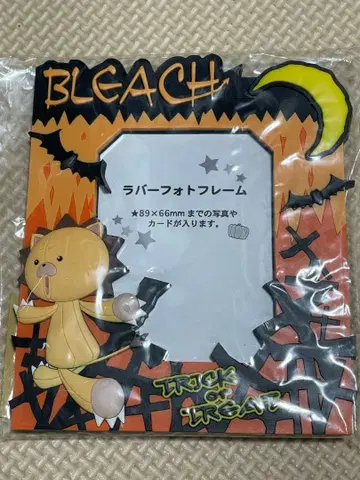 BLEACH
ラバーフォトフレーム
★89×66mmまでの写真や
カードが入ります。
TRICK
or
TREAT